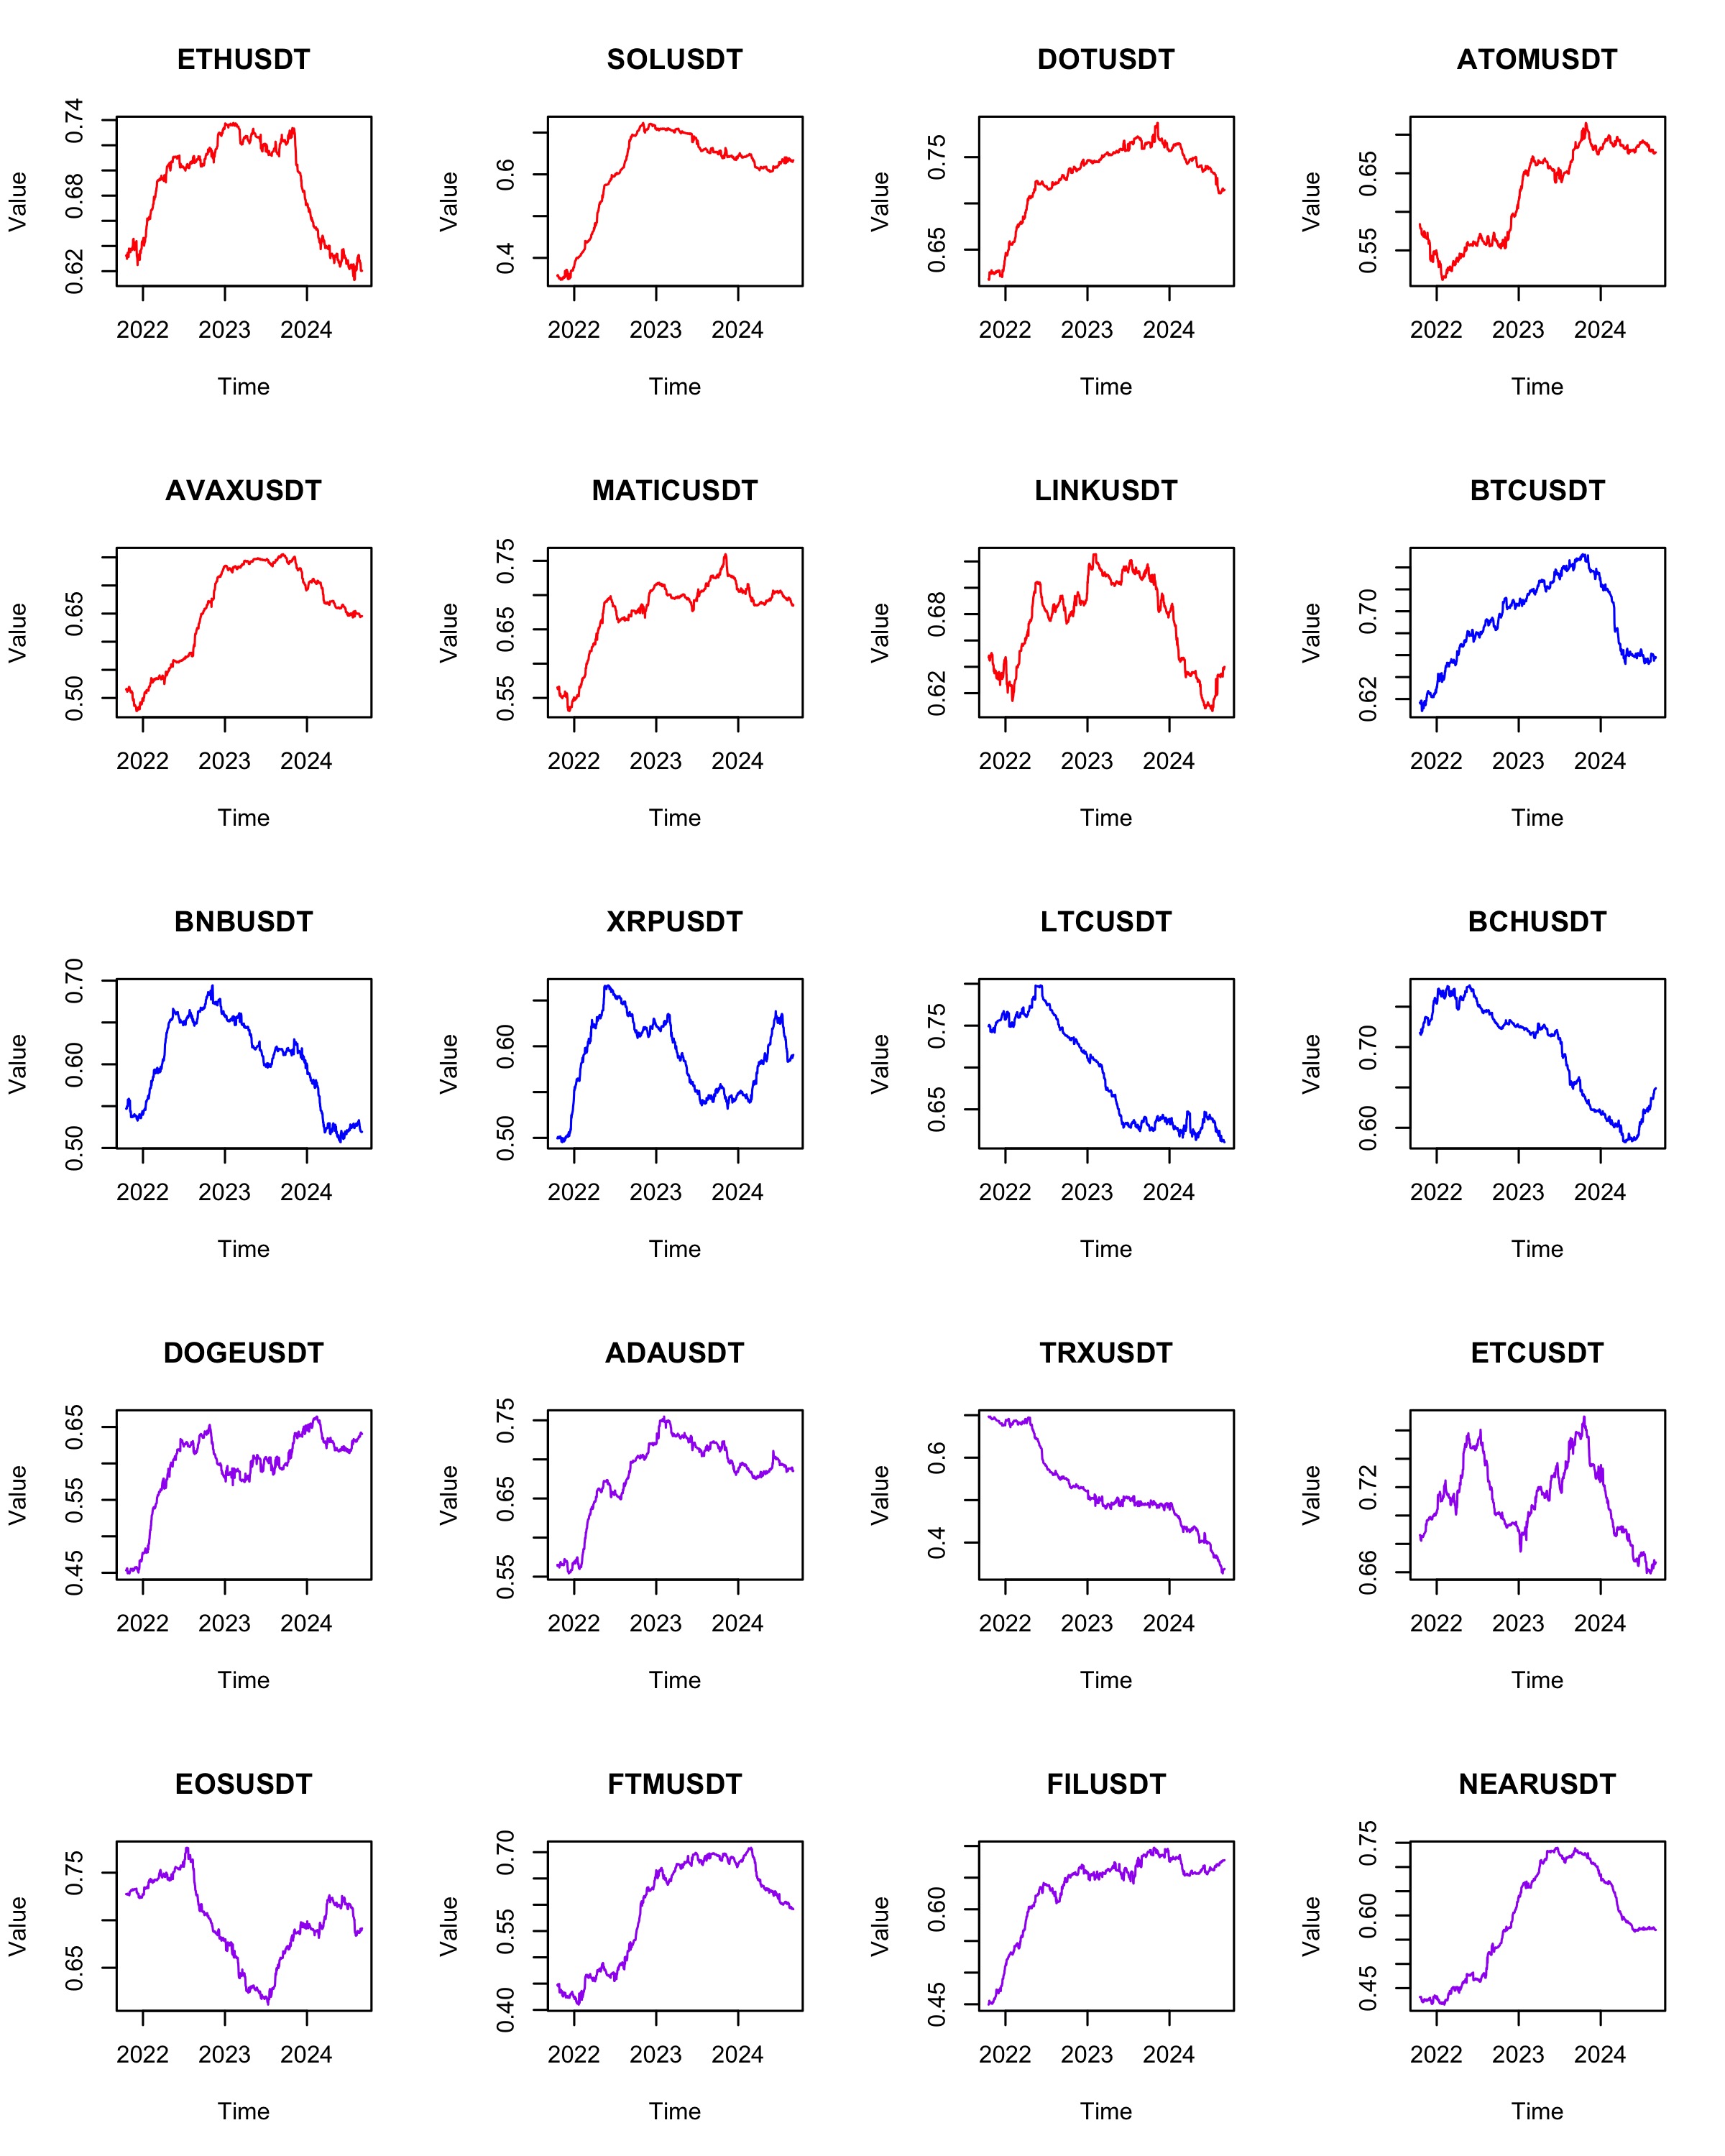 ETHUSDT
Value
0.62 0.68 0.74
2022 2023 2024
Time
SOLUSDT
Value
0.4 0.6
2022 2023 2024
Time
DOTUSDT
Value
0.65 0.75
2022 2023 2024
Time
ATOMUSDT
Value
0.55 0.65
2022 2023 2024
Time
AVAXUSDT
Value
0.50 0.65
2022 2023 2024
Time
MATICUSDT
Value
0.55 0.65 0.75
2022 2023 2024
Time
LINKUSDT
Value
0.62 0.68
2022 2023 2024
Time
BTCUSDT
Value
0.62 0.70
2022 2023 2024
Time
BNBUSDT
Value
0.50 0.60 0.70
2022 2023 2024
Time
XRPUSDT
Value
0.50 0.60
2022 2023 2024
Time
LTCUSDT
Value
0.65 0.75
2022 2023 2024
Time
BCHUSDT
Value
0.60 0.70
2022 2023 2024
Time
DOGEUSDT
Value
0.45 0.55 0.65
2022 2023 2024
Time
ADAUSDT
Value
0.55 0.65 0.75
2022 2023 2024
Time
TRXUSDT
Value
0.4 0.6
2022 2023 2024
Time
ETCUSDT
Value
0.66 0.72
2022 2023 2024
Time
EOSUSDT
Value
0.65 0.75
2022 2023 2024
Time
FTMUSDT
Value
0.40 0.55 0.70
2022 2023 2024
Time
FILUSDT
Value
0.45 0.60
2022 2023 2024
Time
NEARUSDT
Value
0.45 0.60 0.75
2022 2023 2024
Time